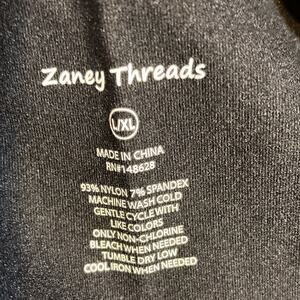 Zaney Threads
L/XL
MADE IN CHINA
RN#148628
93% NYLON 7% SPANDEX
MACHINE WASH COLD
GENTLE CYCLE WITH
LIKE COLORS
ONLY NON-CHLORINE
BLEACH WHEN NEEDED
TUMBLE DRY LOW
COOL IRON WHEN NEEDED